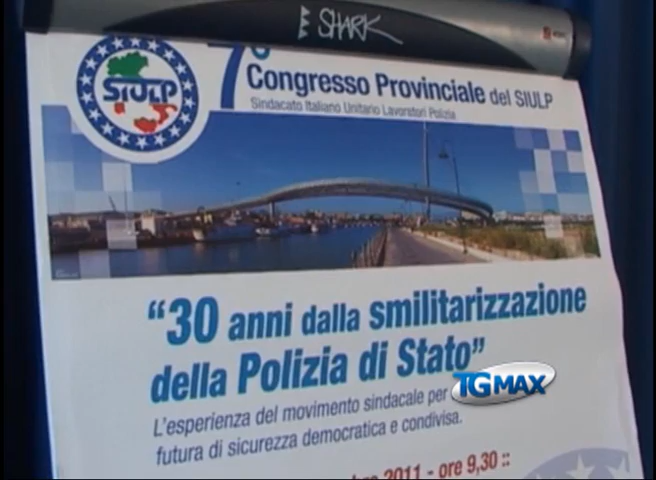 SHARK
SIULP
7° Congresso Provinciale del SIULP
Sindacato Italiano Unitario Lavoratori Polizia
“30 anni dalla smilitarizzazione
della Polizia di Stato”
TGMAX
L'esperienza del movimento sindacale per
futura di sicurezza democratica e condivisa.
2011 - ore 9,30 ::